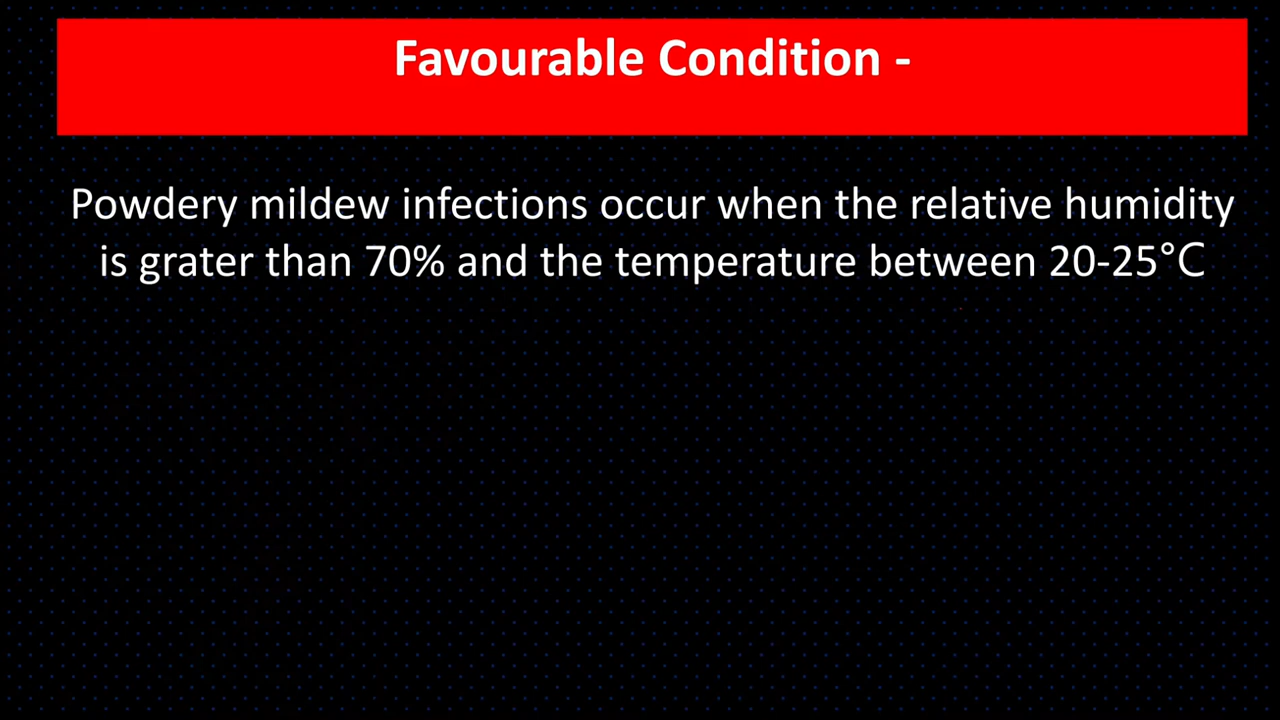 Favourable Condition -
Powdery mildew infections occur when the relative humidity
is grater than 70% and the temperature between 20-25°C